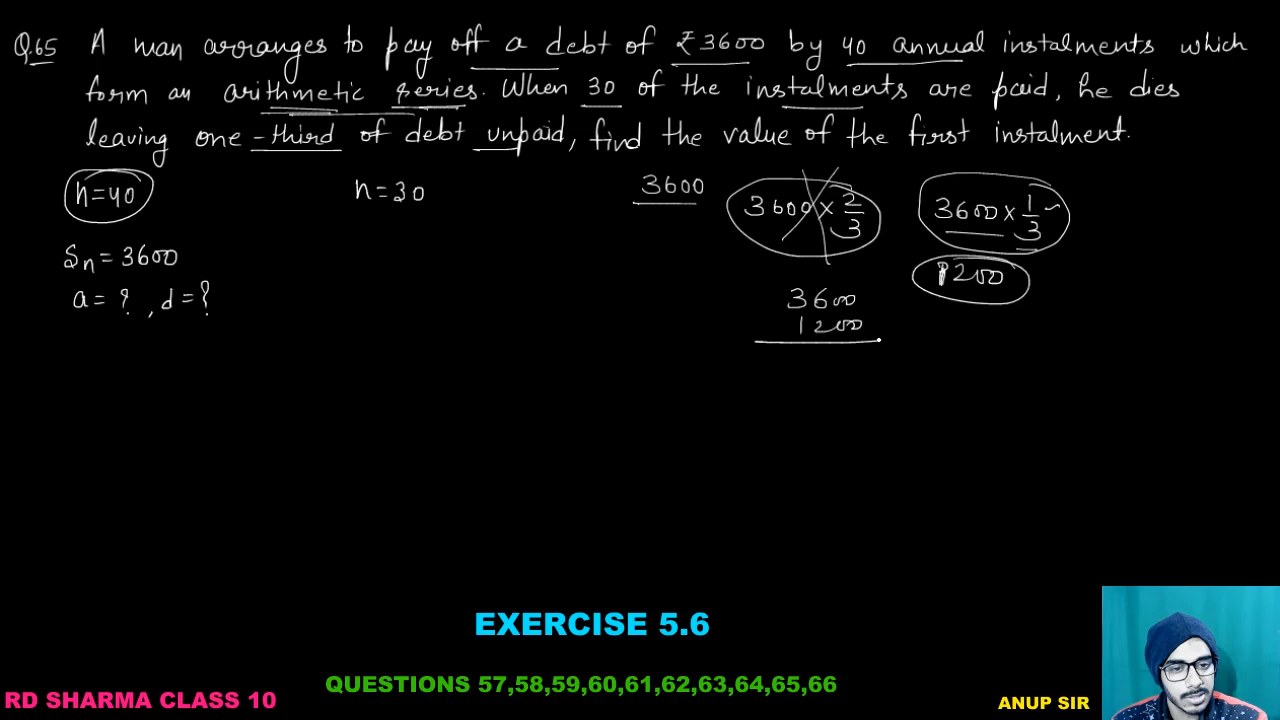 Q.65 A man arranges to pay off a debt of ₹3600 by 40 annual instalments which
form an arithmetic series. When 30 of the instalments are paid, he dies
leaving one-third of debt unpaid, find the value of the first instalment.
n=40 n=30 3600 3600 × 2/3 3600 × 1/3
Sn = 3600 1200
a = ? , d = ? 3600
1200
EXERCISE 5.6
QUESTIONS 57,58,59,60,61,62,63,64,65,66
RD SHARMA CLASS 10 ANUP SIR